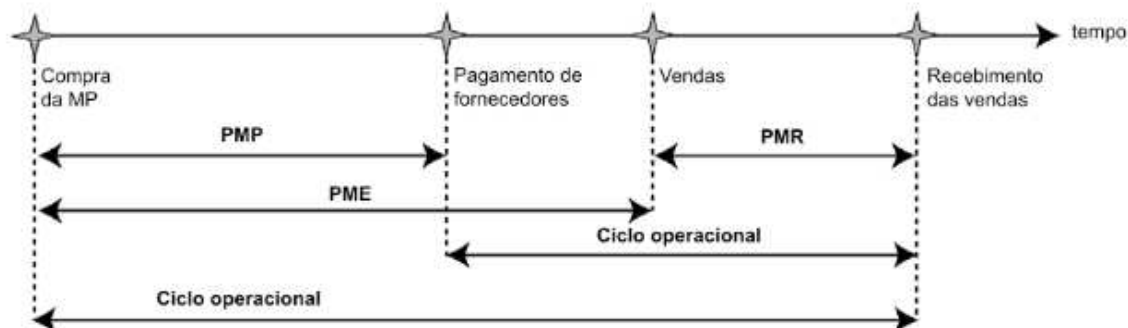 tempo
Compra
da MP
Pagamento de
fornecedores
Vendas
Recebimento
das vendas
PMP
PMR
PME
Ciclo operacional
Ciclo operacional